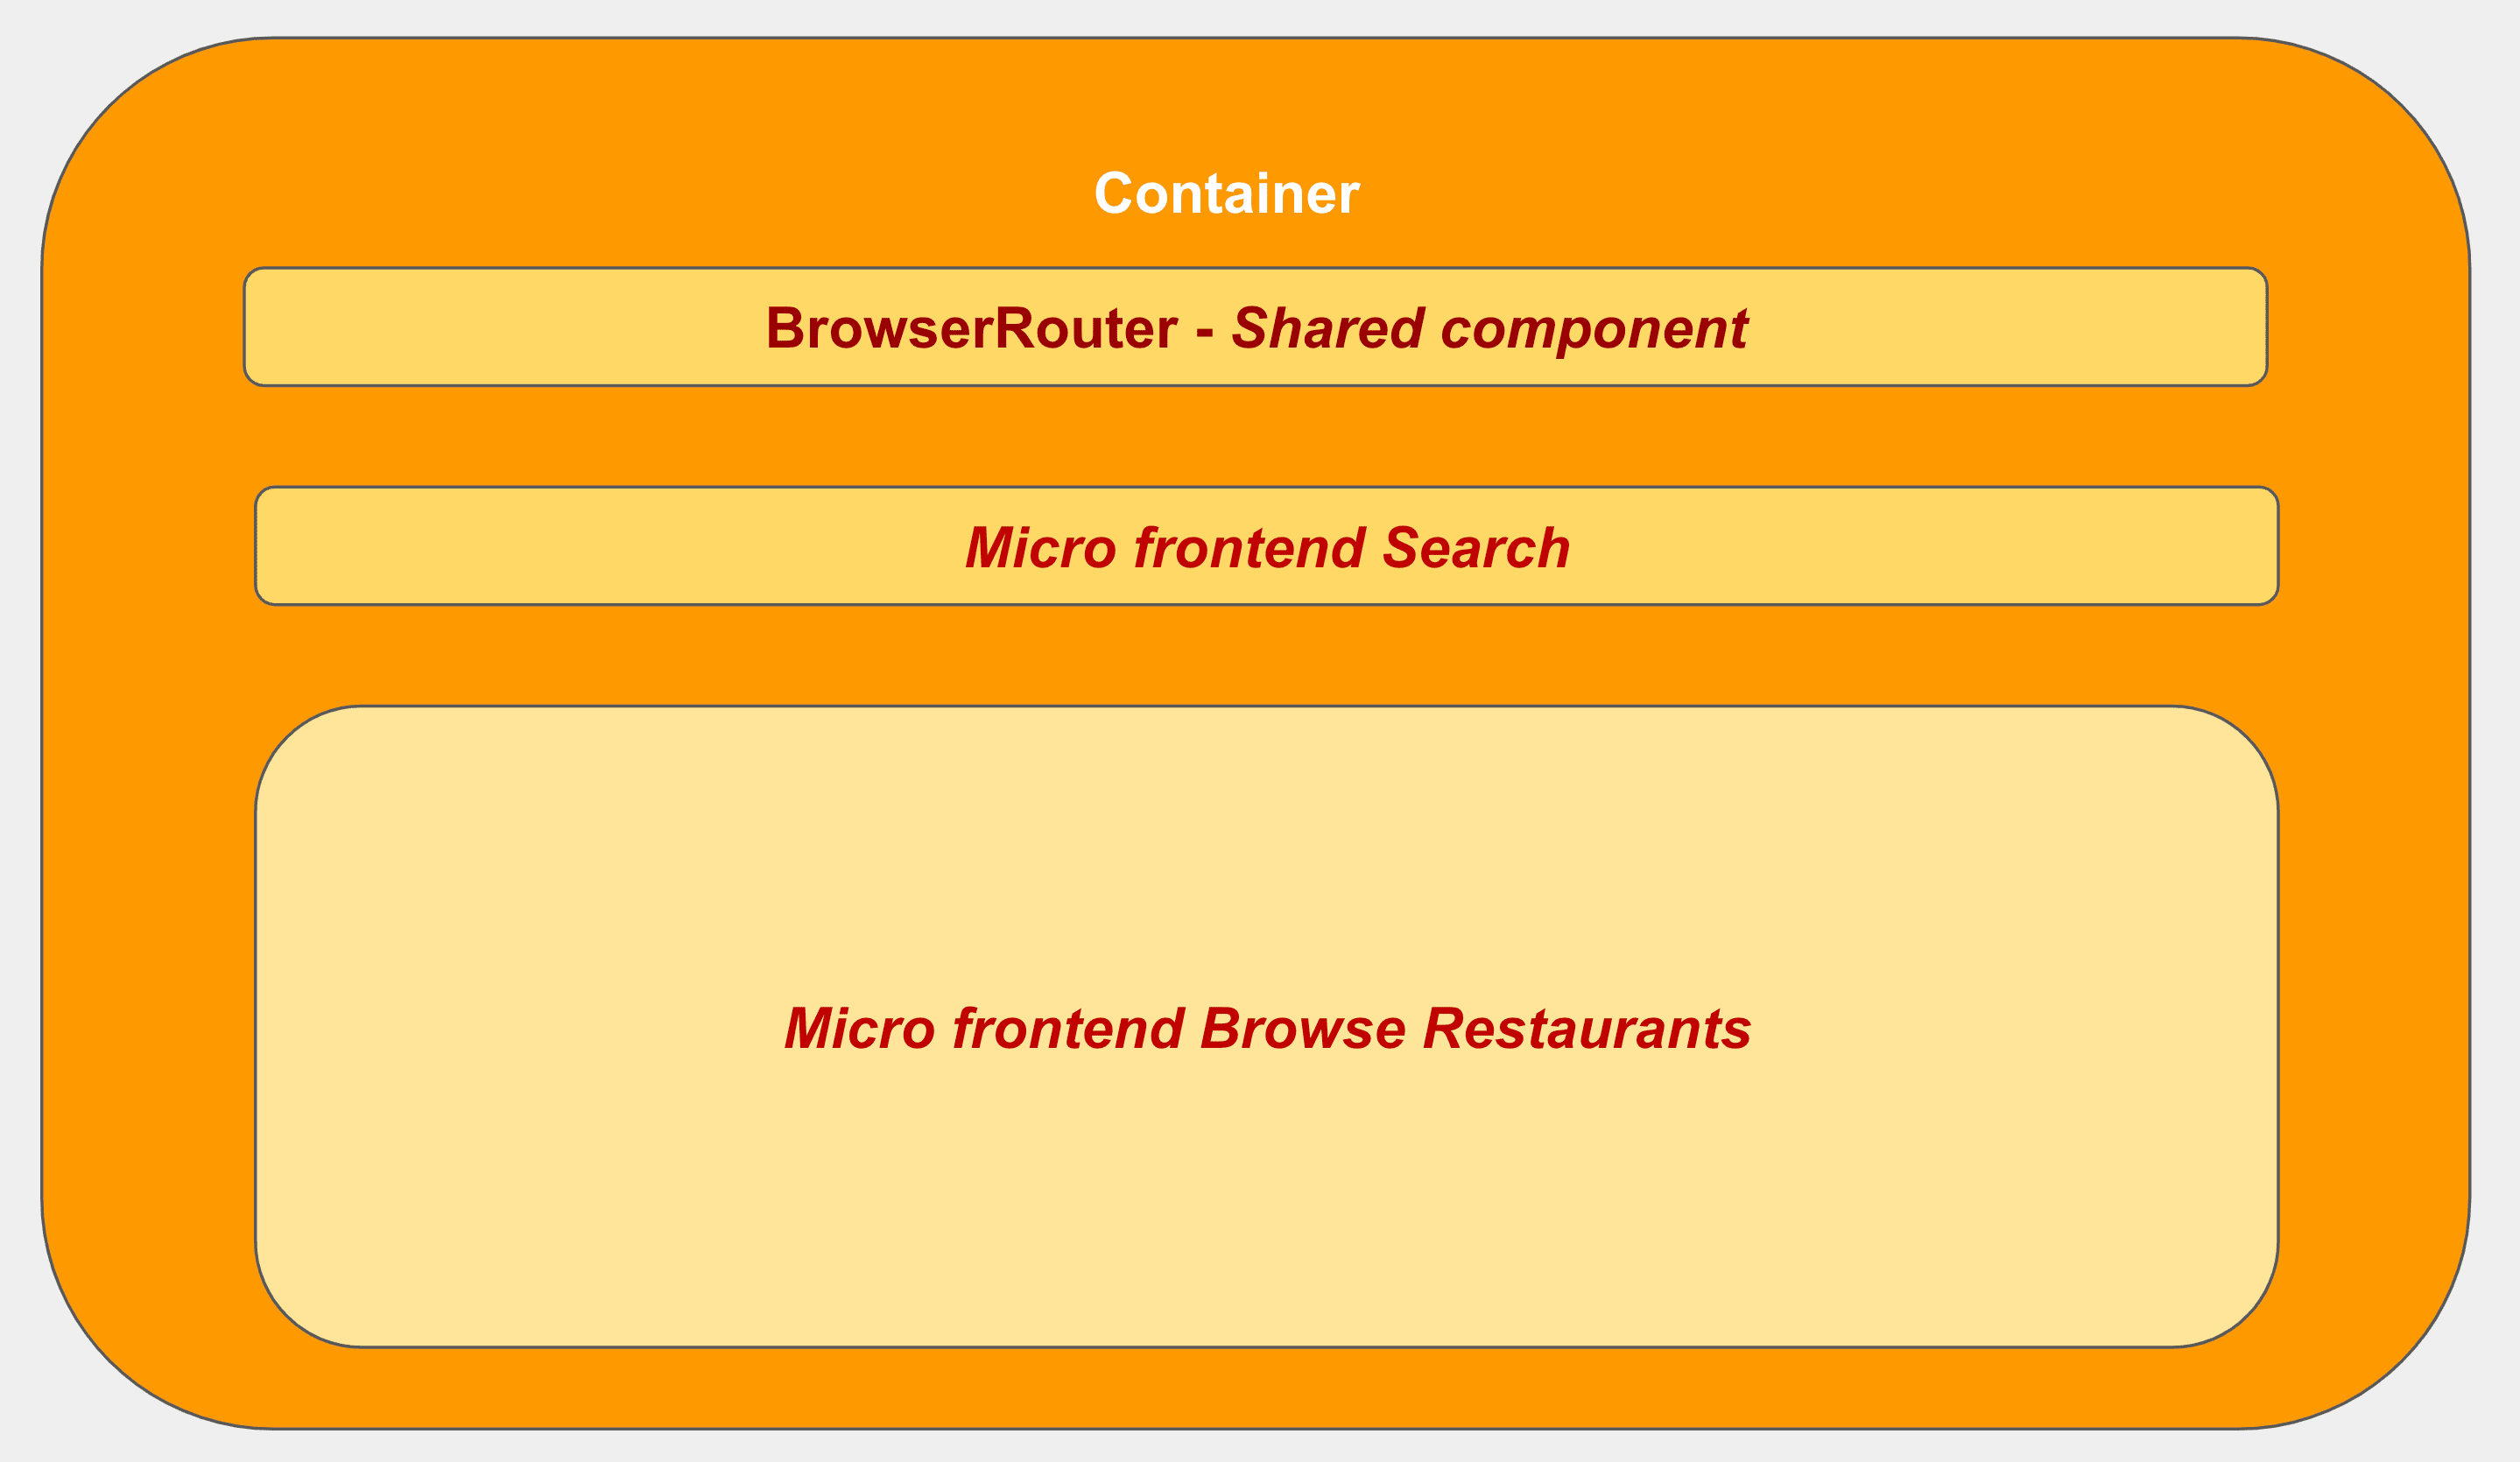 Container
BrowserRouter - Shared component
Micro frontend Search
Micro frontend Browse Restaurants